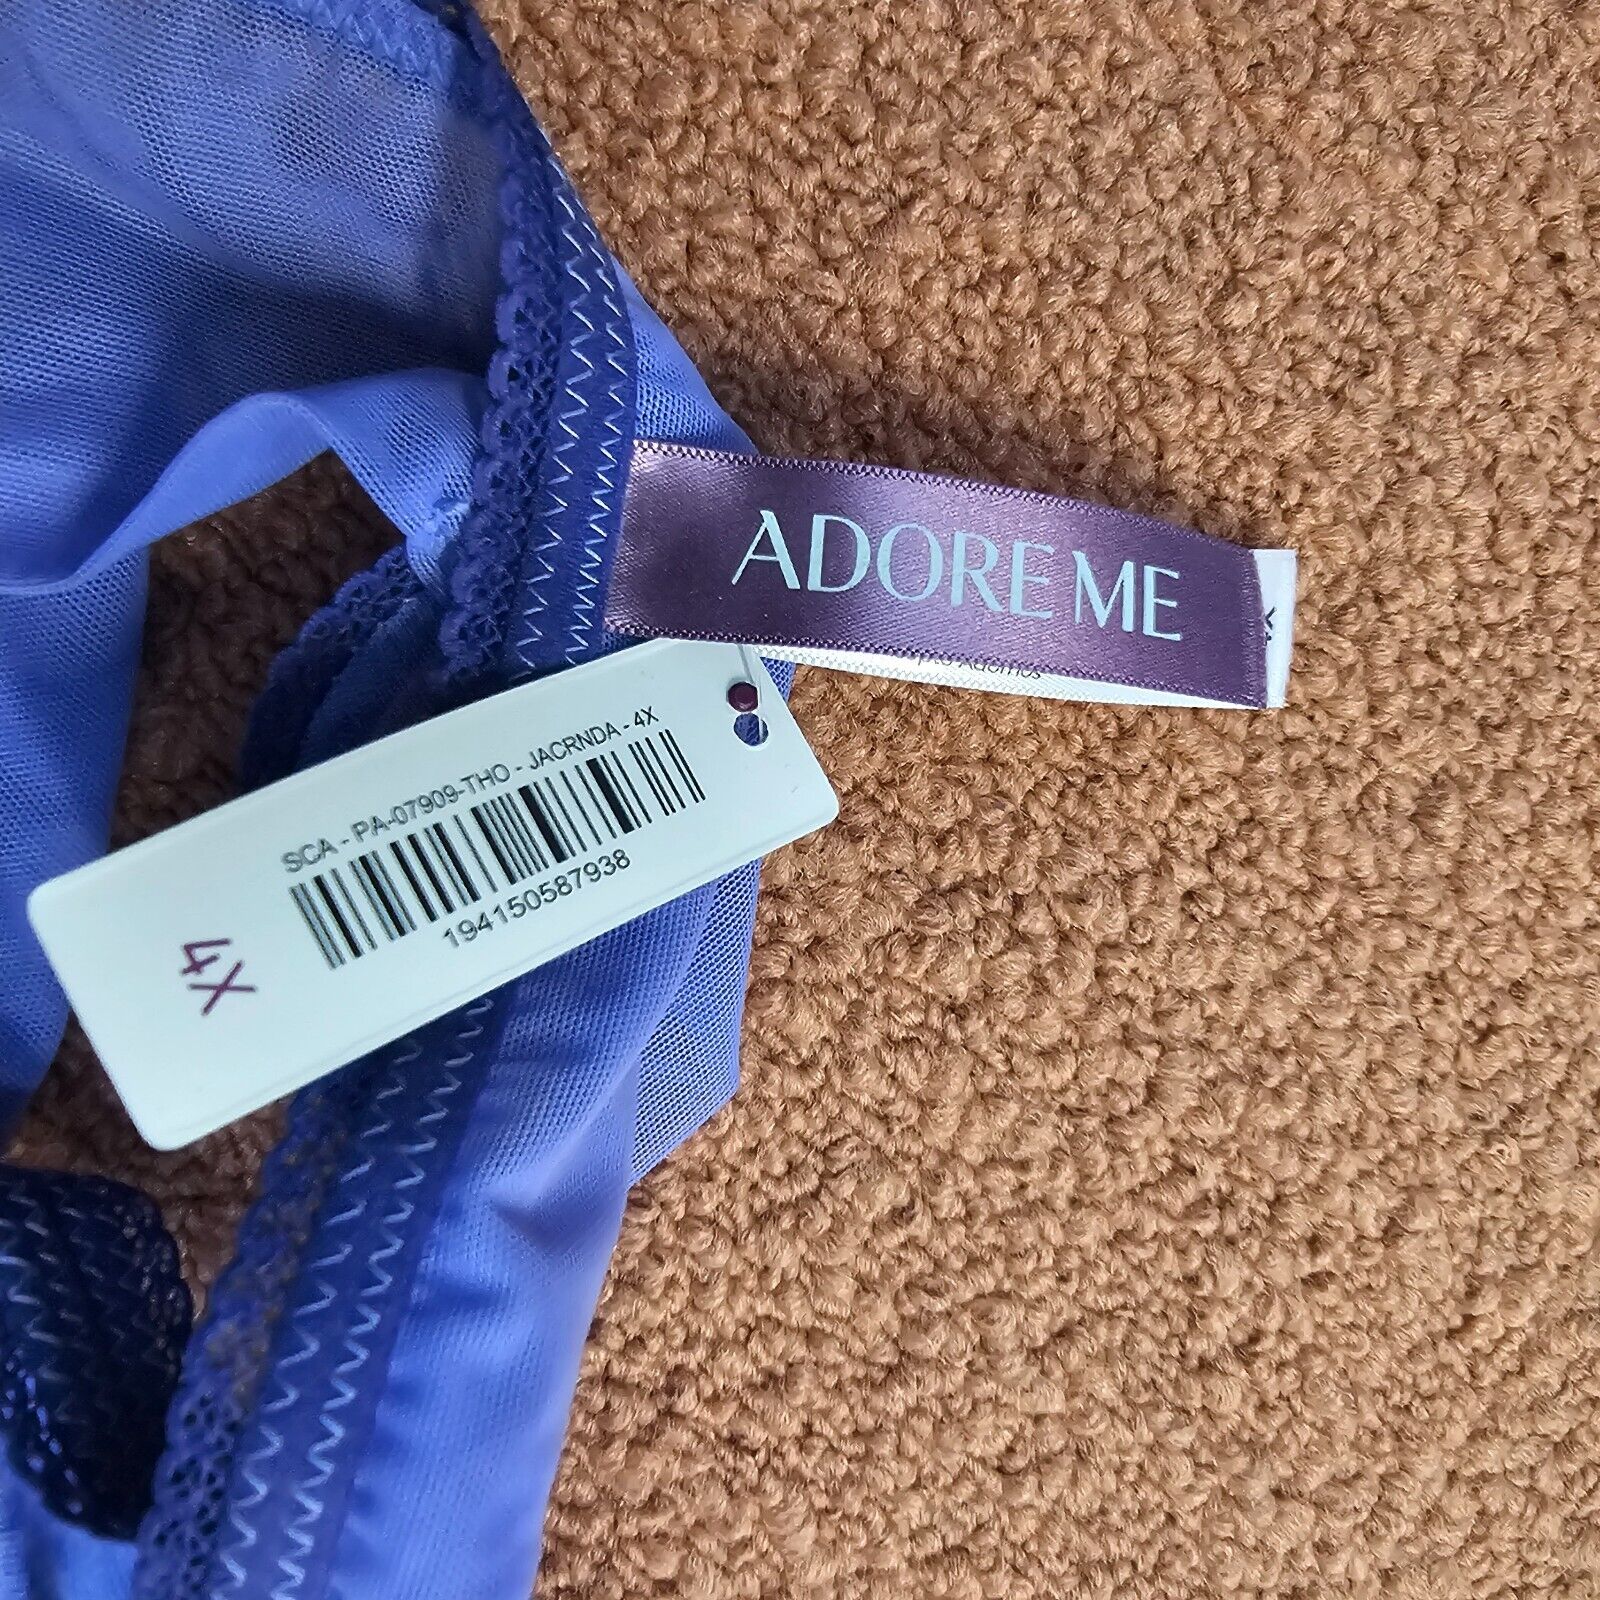 ADORE ME
SCA - PA-07909-THO - JACRNDA - 4X
194150587938
4X